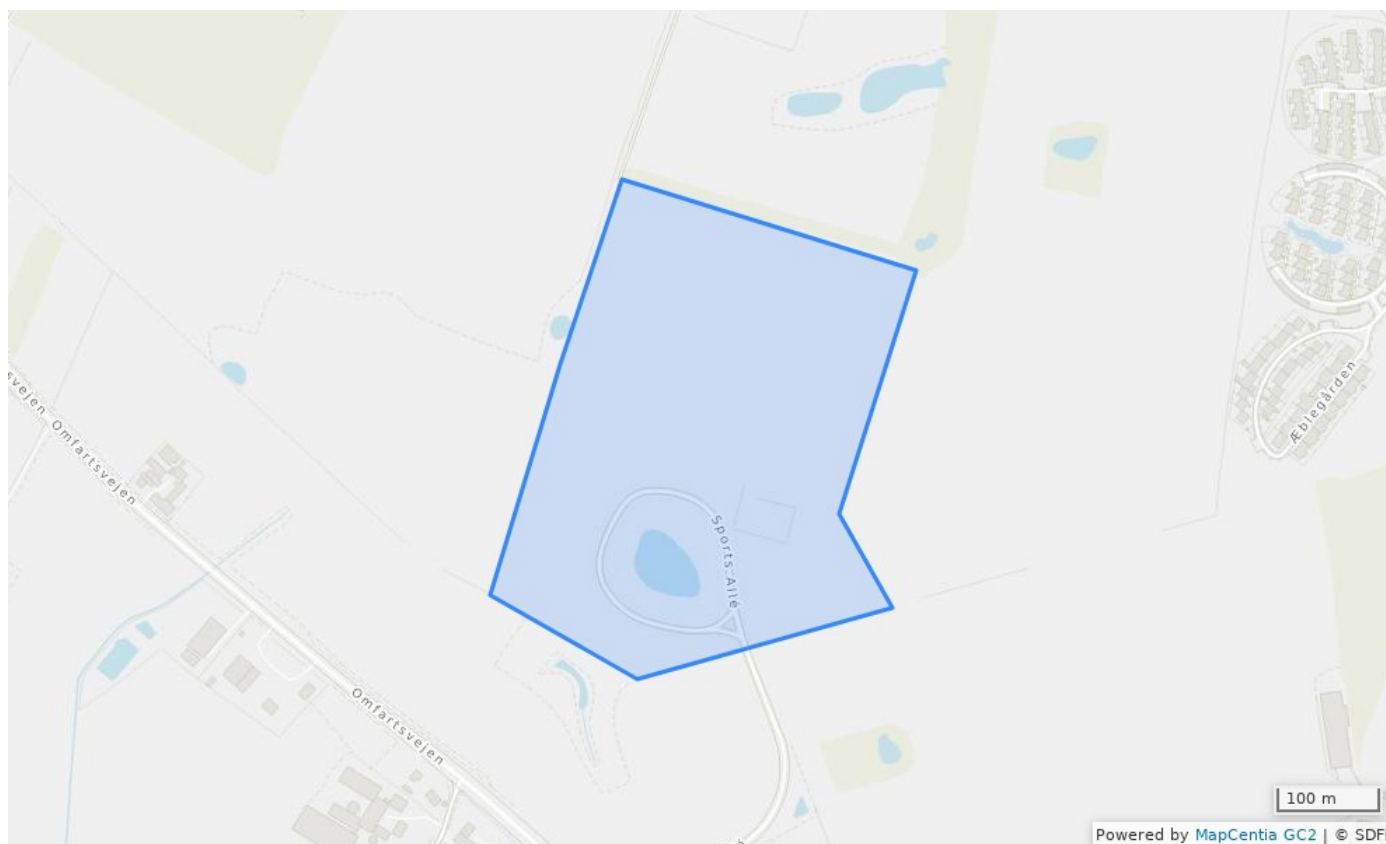 svejen
Omfartsvejen
Sports Allé
Æblegården
Omfartsvejen
100 m
Powered by MapCentia GC2 | © SDF